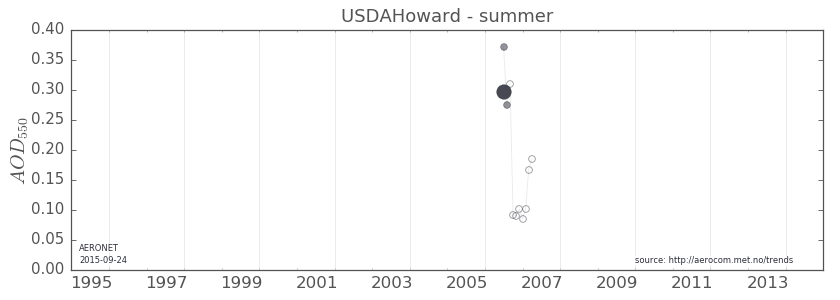 USDAHoward - summer
0.40
0.35
0.30
0.25
0.20
0.15
0.10
0.05
0.00
AOD550
AERONET
2015-09-24
source: http://aerocom.met.no/trends
1995 1997 1999 2001 2003 2005 2007 2009 2011 2013